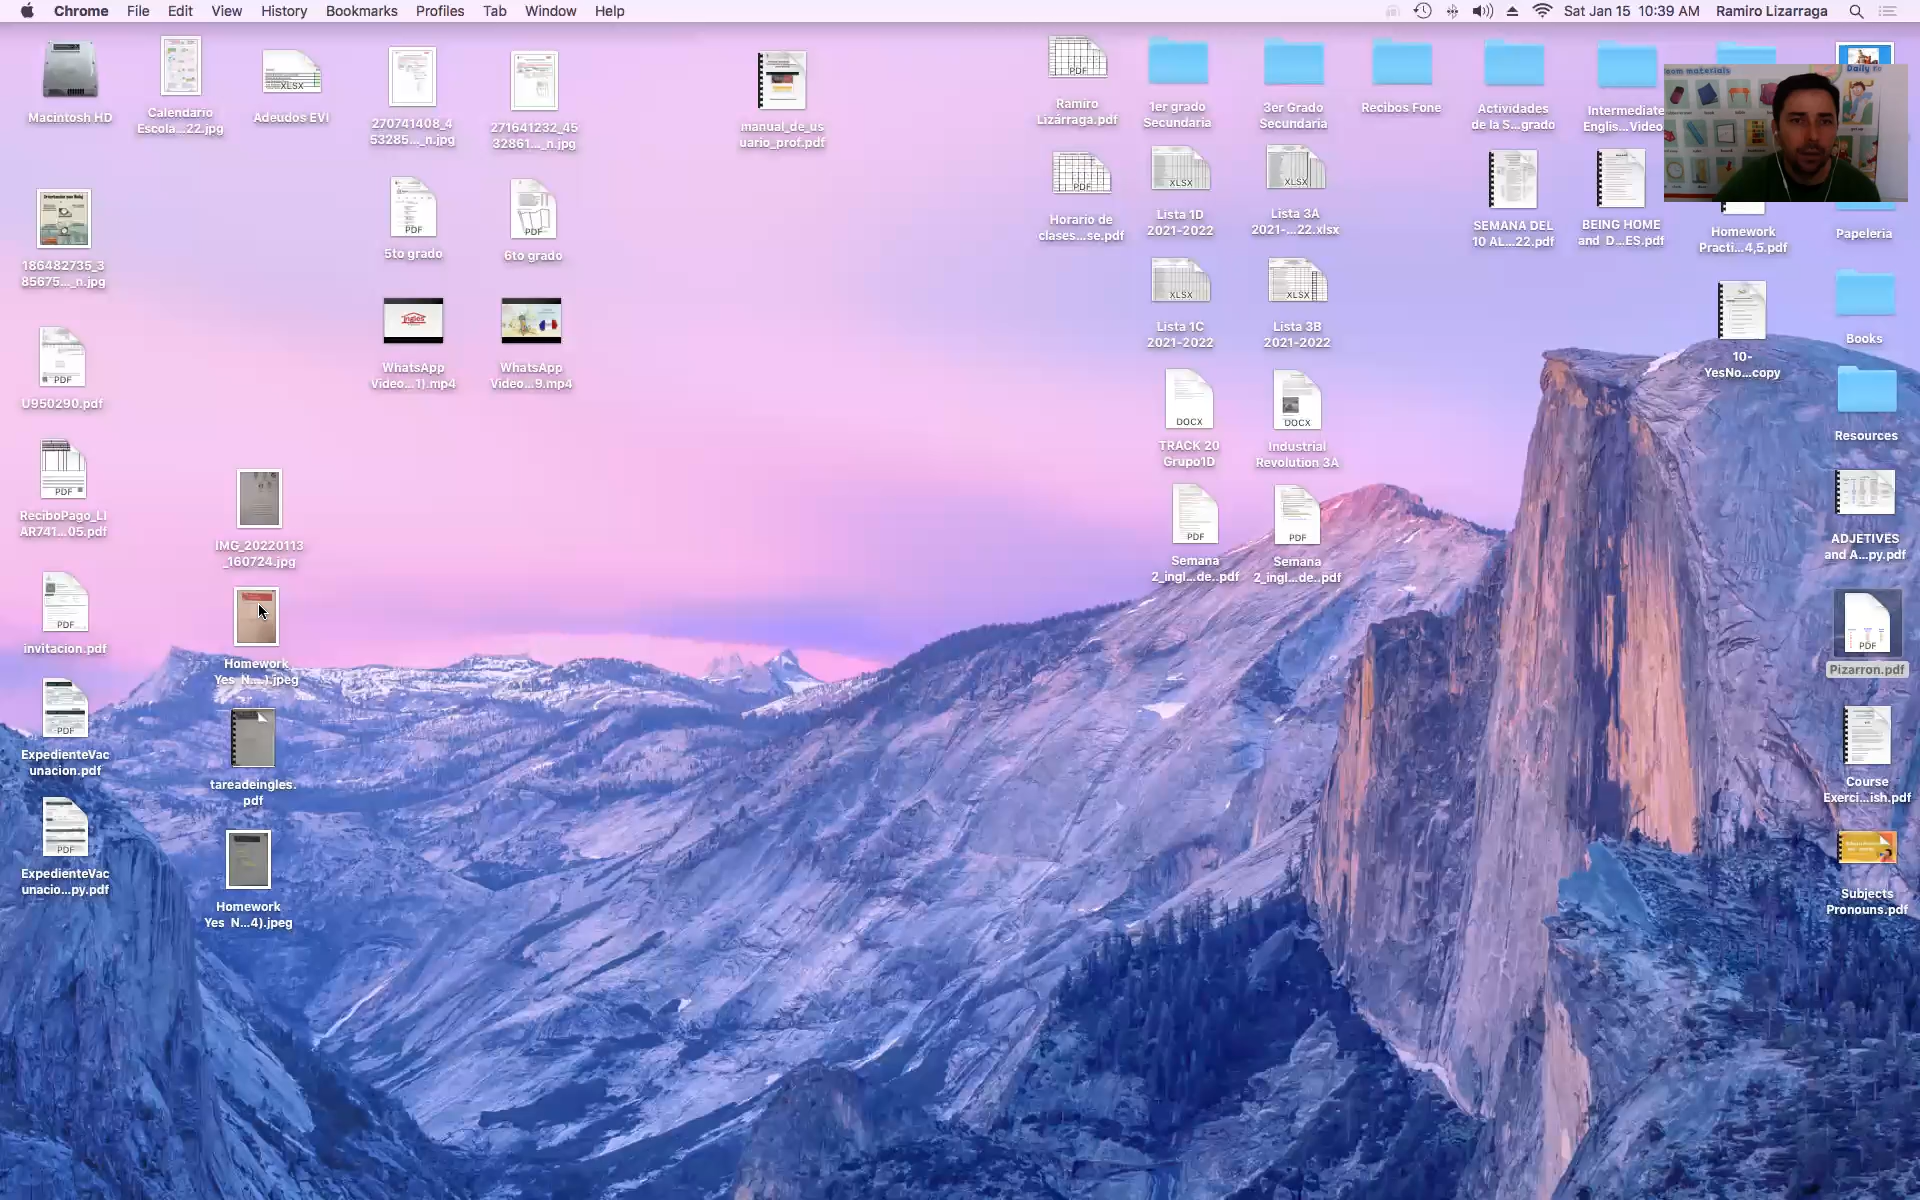 Chrome File Edit View History Bookmarks Profiles Tab Window Help
Sat Jan 15 10:39 AM Ramiro Lizarraga
Macintosh HD
Calendario
Escola...22.jpg
XLSX
Adeudos EVI
270741408_4
53285..._n.jpg
271641232_45
32861..._n.jpg
manual_de_us
uario_prof.pdf
PDF
Ramiro
Lizárraga.pdf
1er grado
Secundaria
3er Grado
Secundaria
Recibos Fone
Actividades
de la S...grado
Intermediate
Englis...Video
oom materials
186482735_3
85675..._n.jpg
PDF
5to grado
PDF
6to grado
PDF
Horario de
clases...se.pdf
XLSX
Lista 1D
2021-2022
XLSX
Lista 3A
2021-...22.xlsx
SEMANA DEL
10 AL...22.pdf
BEING HOME
and D...ES.pdf
Homework
Practi...4,5.pdf
Papeleria
PDF
U950290.pdf
Ingles
WhatsApp
Video...1).mp4
WhatsApp
Video...9.mp4
XLSX
Lista 1C
2021-2022
XLSX
Lista 3B
2021-2022
10-
YesNo...copy
Books
PDF
ReciboPago_LI
AR741...05.pdf
IMG_20220113
_160724.jpg
DOCX
TRACK 20
Grupo1D
DOCX
Industrial
Revolution 3A
Resources
PDF
Semana
2_ingl...de..pdf
PDF
Semana
2_ingl...de..pdf
ADJETIVES
and A...py.pdf
PDF
invitacion.pdf
Homework
Yes_N...).jpeg
PDF
Pizarron.pdf
PDF
ExpedienteVac
unacion.pdf
tareadeingles.
pdf
Course
Exerci...ish.pdf
PDF
ExpedienteVac
unacio...py.pdf
Homework
Yes_N...4).jpeg
Subjects
Pronouns.pdf